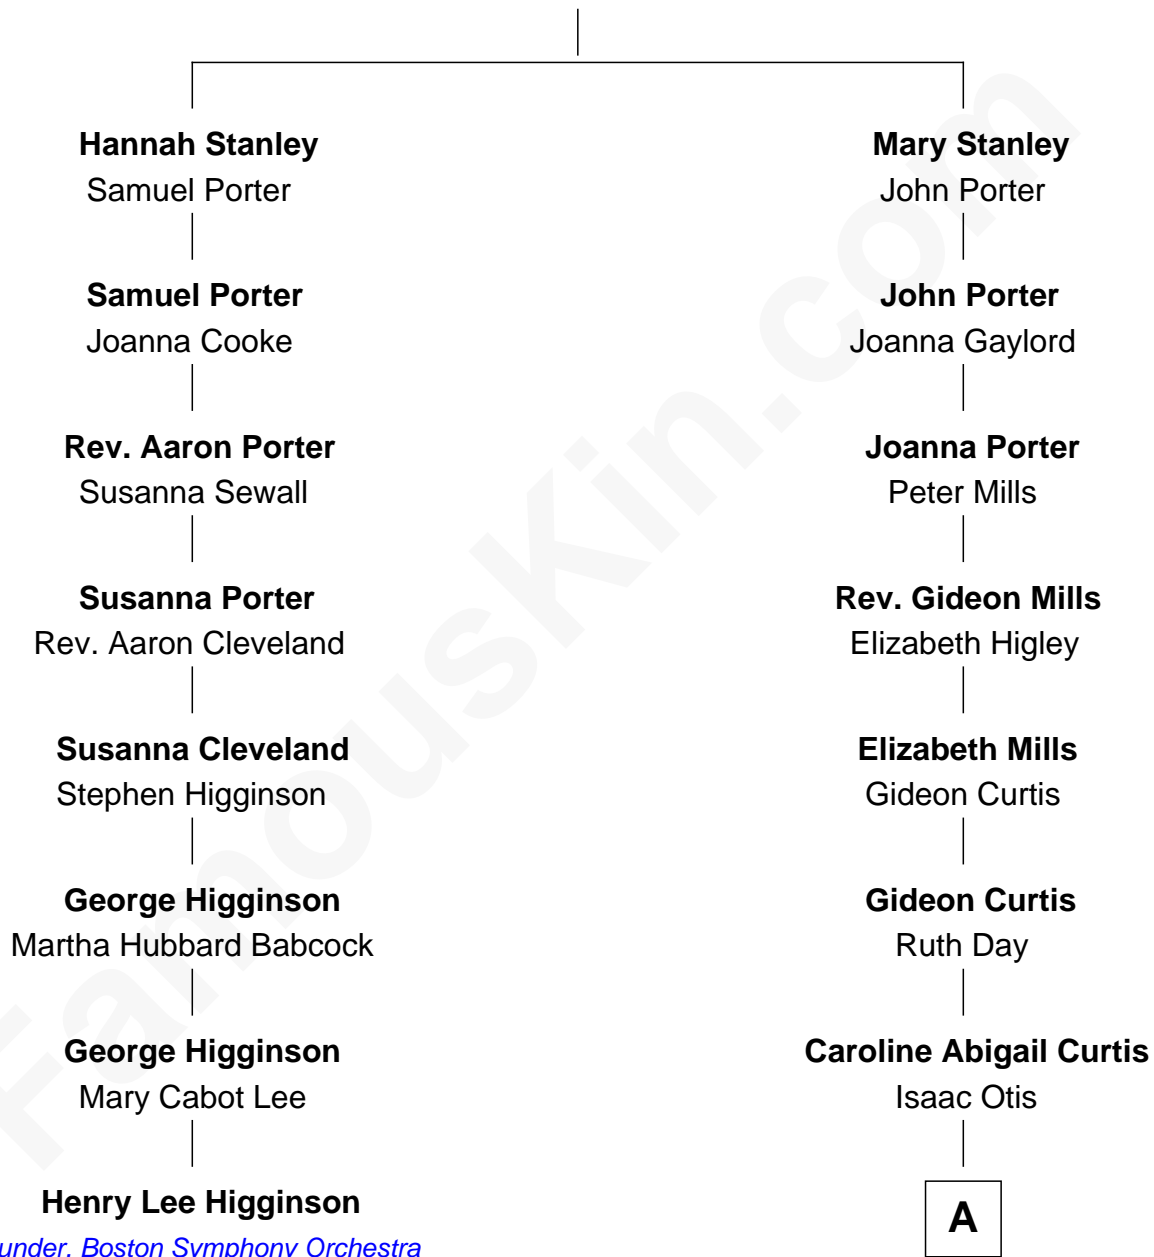 Hannah Stanley
Samuel Porter
Samuel Porter
Joanna Cooke
Rev. Aaron Porter
Susanna Sewall
Susanna Porter
Rev. Aaron Cleveland
Susanna Cleveland
Stephen Higginson
George Higginson
Martha Hubbard Babcock
George Higginson
Mary Cabot Lee
Henry Lee Higginson
under, Boston Symphony Orchestra
Mary Stanley
John Porter
John Porter
Joanna Gaylord
Joanna Porter
Peter Mills
Rev. Gideon Mills
Elizabeth Higley
Elizabeth Mills
Gideon Curtis
Gideon Curtis
Ruth Day
Caroline Abigail Curtis
Isaac Otis
A
FamousKin.com